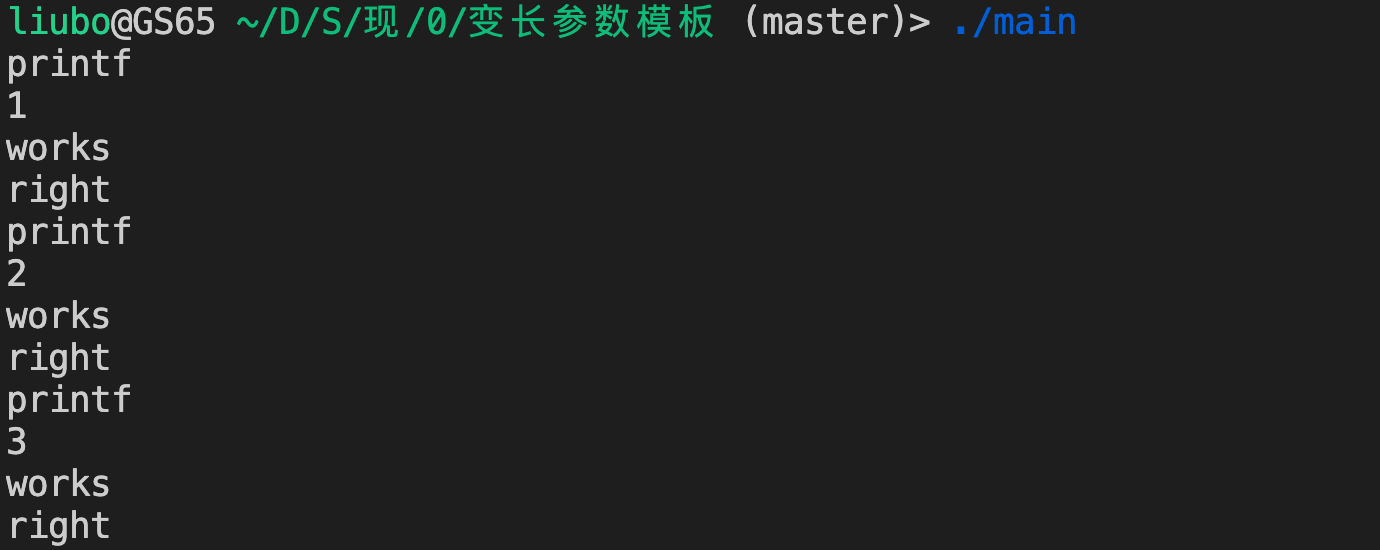 liubo@GS65 ~/D/S/现/0/变长参数模板 (master)> ./main
printf
1
works
right
printf
2
works
right
printf
3
works
right